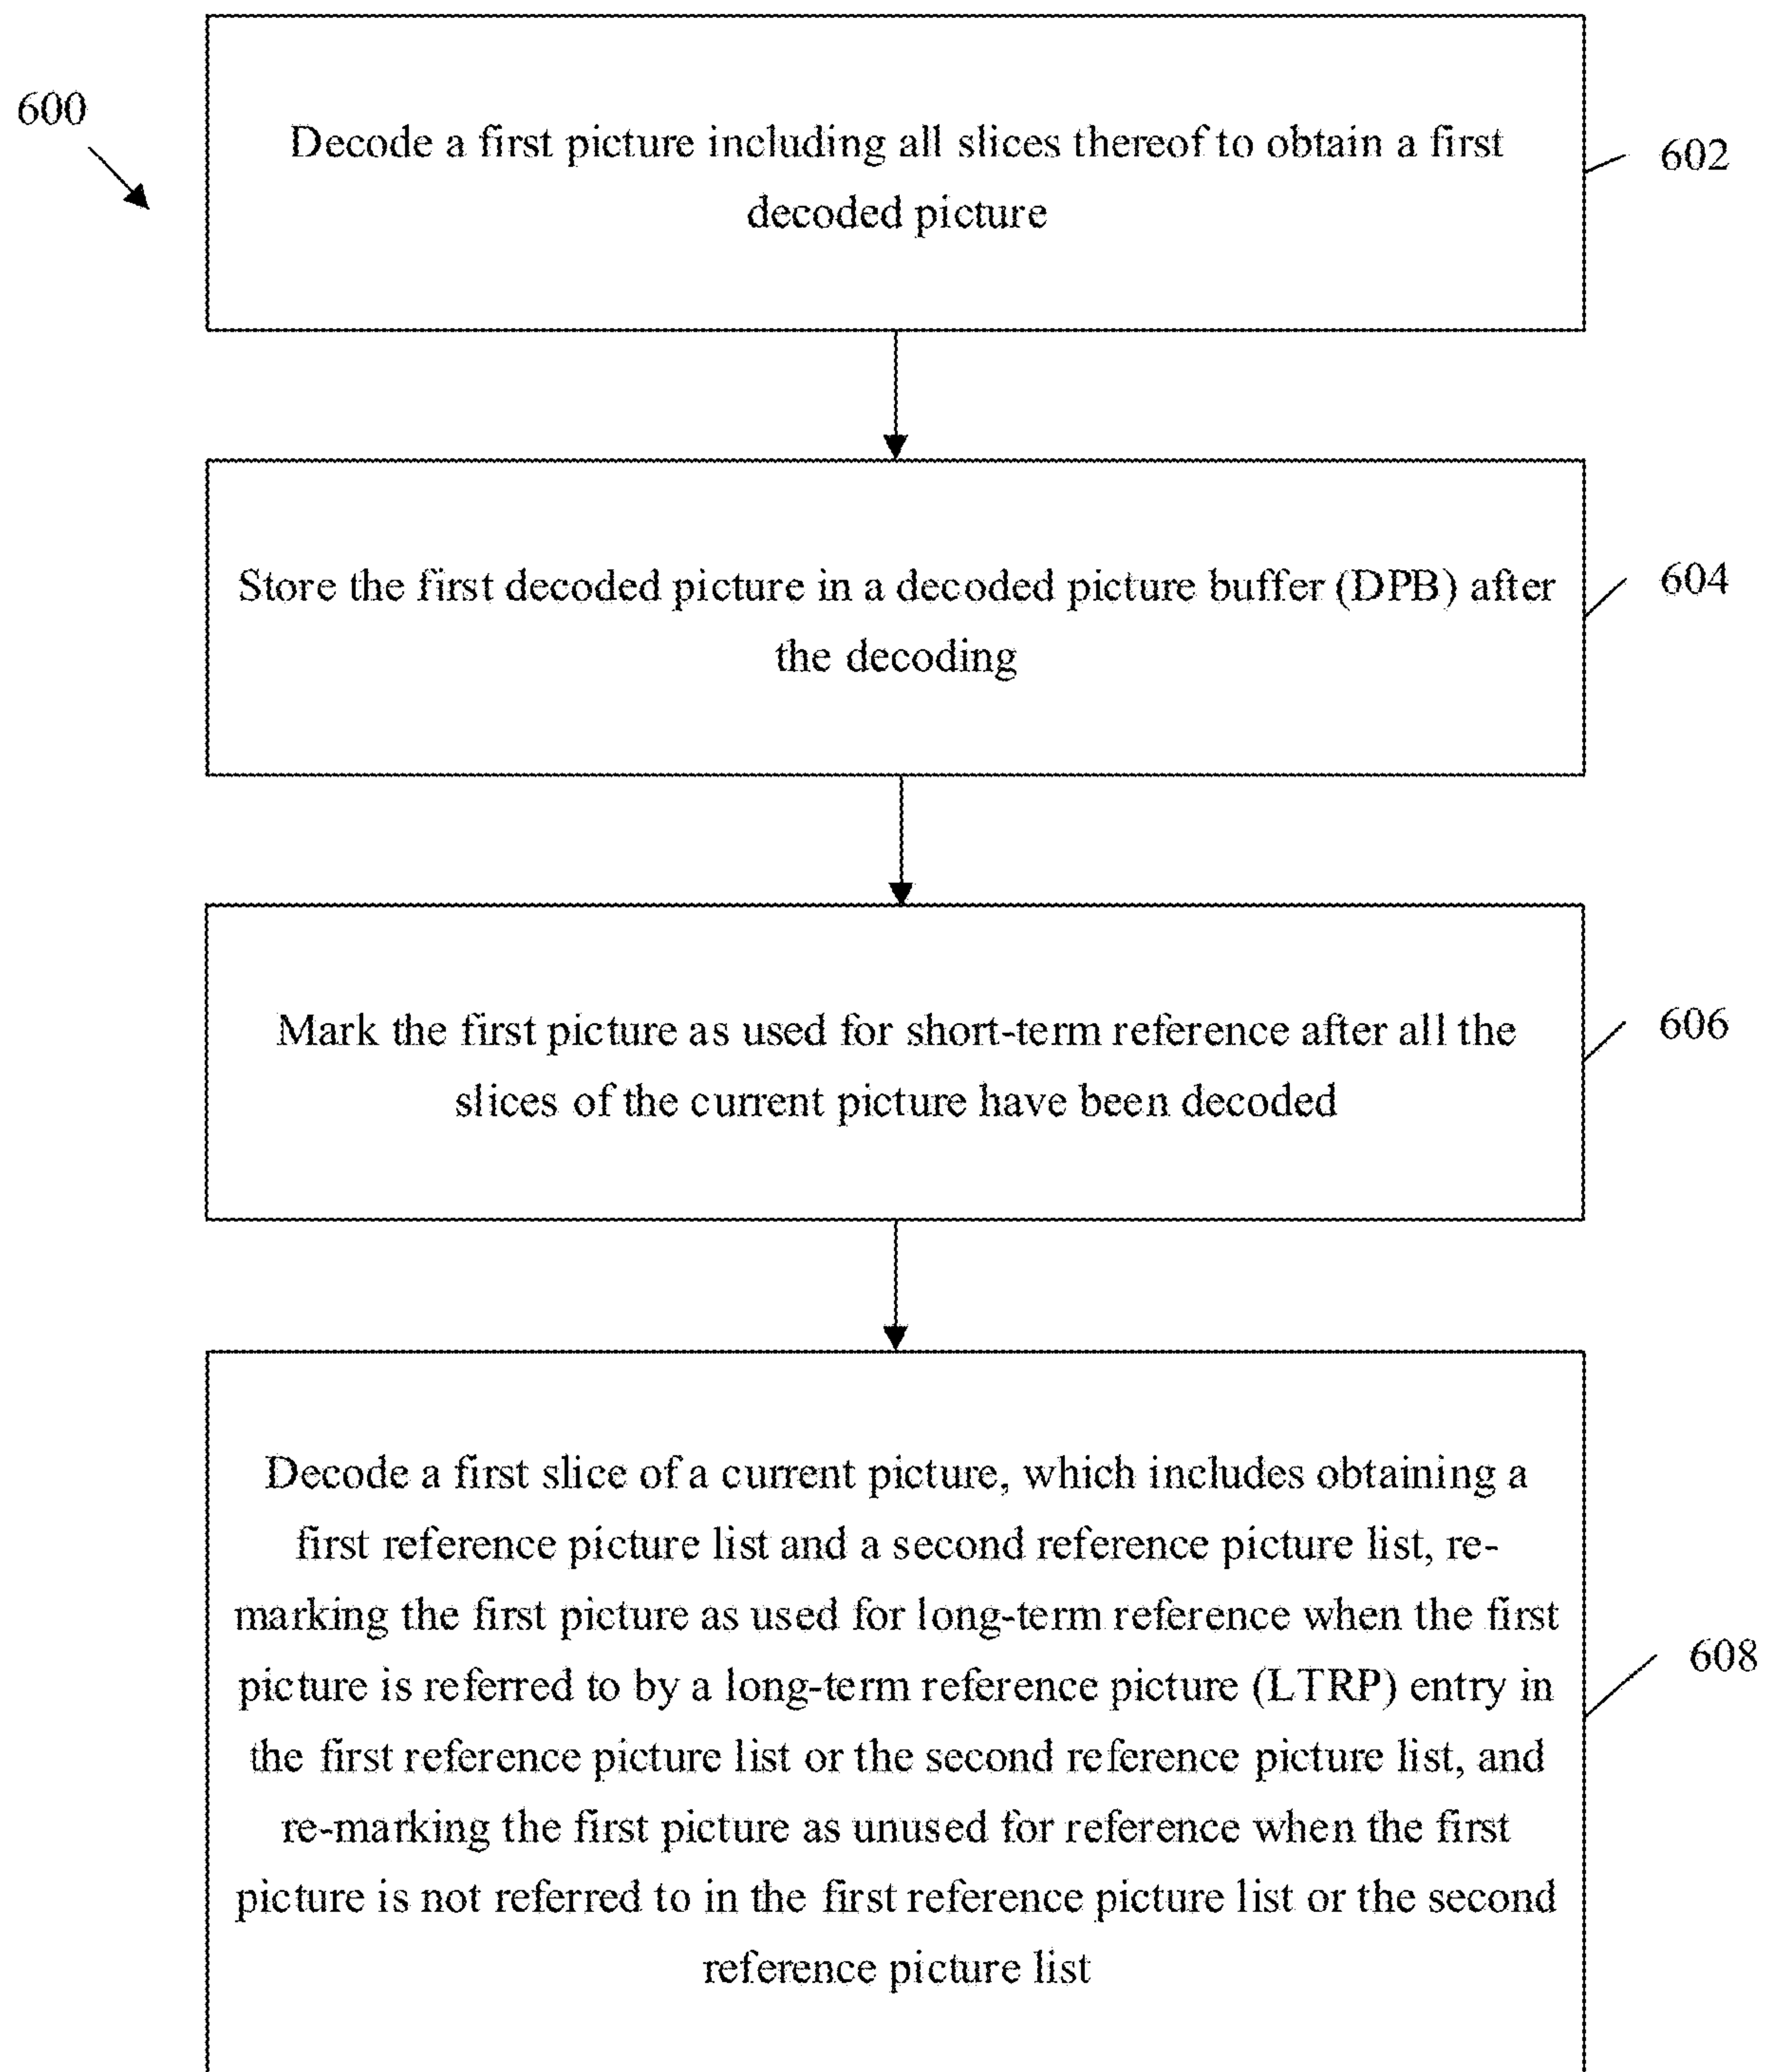 600
Decode a first picture including all slices thereof to obtain a first
decoded picture
602
Store the first decoded picture in a decoded picture buffer (DPB) after
the decoding
604
Mark the first picture as used for short-term reference after all the
slices of the current picture have been decoded
606
Decode a first slice of a current picture, which includes obtaining a
first reference picture list and a second reference picture list, re-
marking the first picture as used for long-term reference when the first
picture is referred to by a long-term reference picture (LTRP) entry in
the first reference picture list or the second reference picture list, and
re-marking the first picture as unused for reference when the first
picture is not referred to in the first reference picture list or the second
reference picture list
608